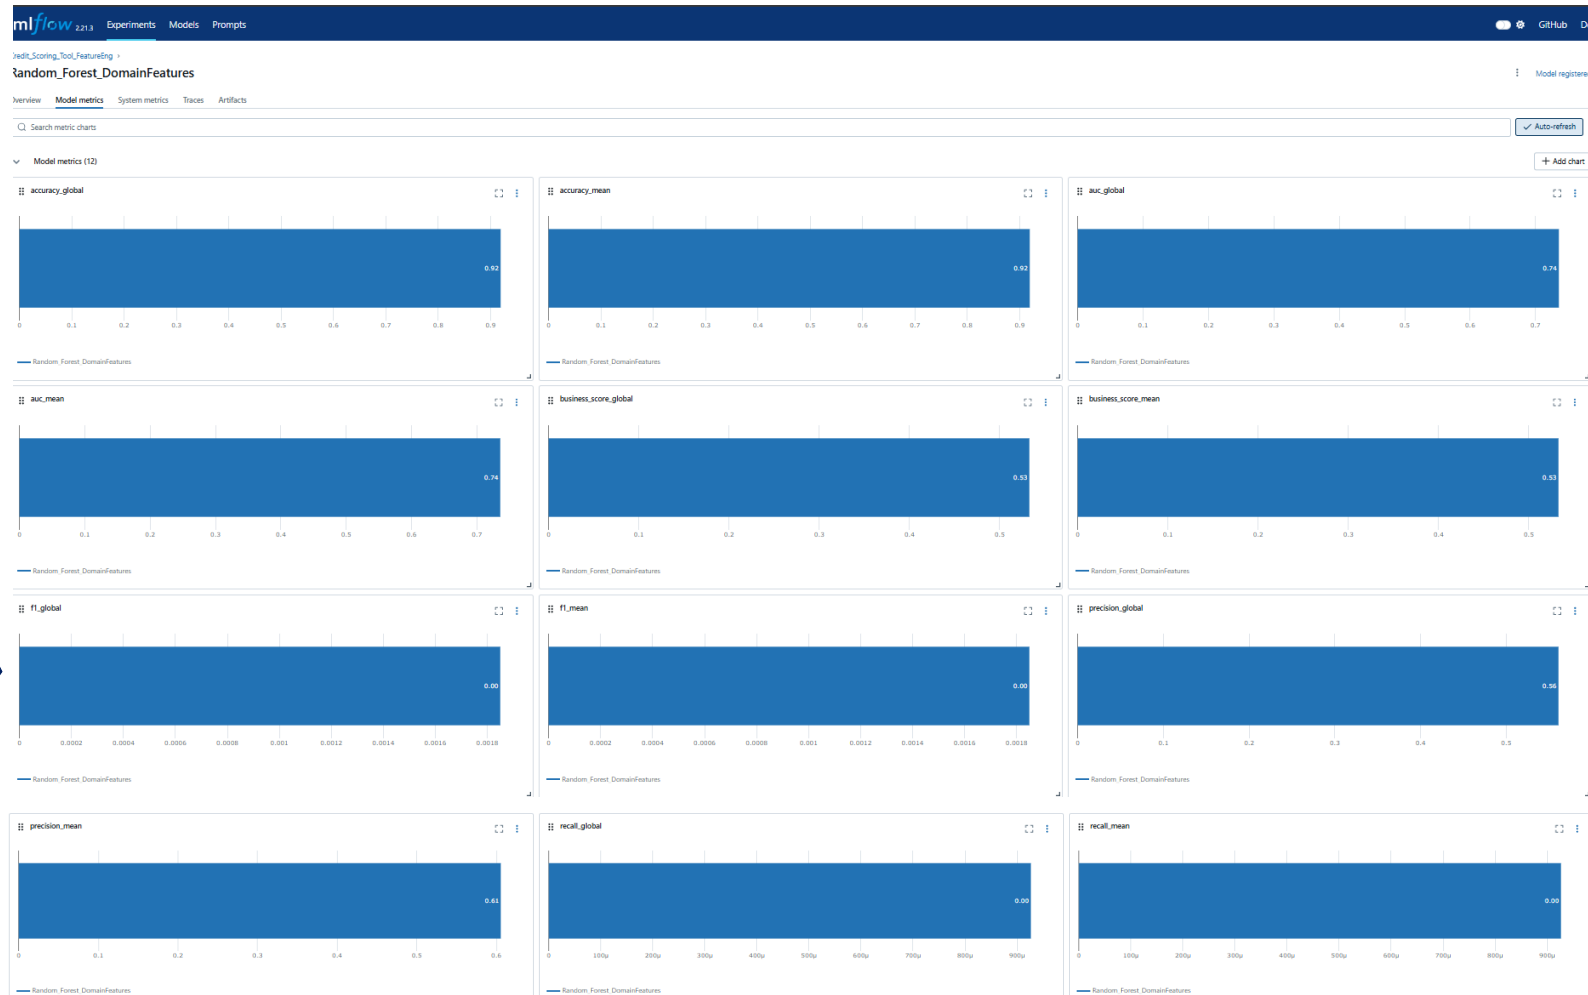 mlflow 2.21.3 Experiments Models Prompts GitHub
Credit_Scoring_Tool_FeatureEng ›
Random_Forest_DomainFeatures
Model registered
Overview Model metrics System metrics Traces Artifacts
Search metric charts
Auto-refresh
Model metrics (12)
Add chart
accuracy_global
0.92
0 0.1 0.2 0.3 0.4 0.5 0.6 0.7 0.8 0.9
Random_Forest_DomainFeatures
accuracy_mean
0.92
0 0.1 0.2 0.3 0.4 0.5 0.6 0.7 0.8 0.9
Random_Forest_DomainFeatures
auc_global
0.74
0 0.1 0.2 0.3 0.4 0.5 0.6 0.7
Random_Forest_DomainFeatures
auc_mean
0.74
0 0.1 0.2 0.3 0.4 0.5 0.6 0.7
Random_Forest_DomainFeatures
business_score_global
0.53
0 0.1 0.2 0.3 0.4 0.5
Random_Forest_DomainFeatures
business_score_mean
0.53
0 0.1 0.2 0.3 0.4 0.5
Random_Forest_DomainFeatures
f1_global
0.00
0 0.0002 0.0004 0.0006 0.0008 0.001 0.0012 0.0014 0.0016 0.0018
Random_Forest_DomainFeatures
f1_mean
0.00
0 0.0002 0.0004 0.0006 0.0008 0.001 0.0012 0.0014 0.0016 0.0018
Random_Forest_DomainFeatures
precision_global
0.56
0 0.1 0.2 0.3 0.4 0.5
Random_Forest_DomainFeatures
precision_mean
0.61
0 0.1 0.2 0.3 0.4 0.5 0.6
Random_Forest_DomainFeatures
recall_global
0.00
0 100μ 200μ 300μ 400μ 500μ 600μ 700μ 800μ 900μ
Random_Forest_DomainFeatures
recall_mean
0.00
0 100μ 200μ 300μ 400μ 500μ 600μ 700μ 800μ 900μ
Random_Forest_DomainFeatures